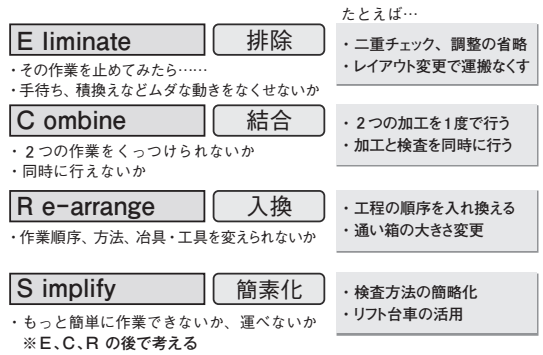 たとえば…
E liminate 排除
・その作業を止めてみたら……
・手待ち、積換えなどムダな動きをなくせないか
・二重チェック、調整の省略
・レイアウト変更で運搬なくす
C ombine 結合
・２つの作業をくっつけられないか
・同時に行えないか
・２つの加工を1度で行う
・加工と検査を同時に行う
R e−arrange 入換
・作業順序、方法、冶具・工具を変えられないか
・工程の順序を入れ換える
・通い箱の大きさ変更
S implify 簡素化
・もっと簡単に作業できないか、運べないか
※E、C、R の後で考える
・検査方法の簡略化
・リフト台車の活用